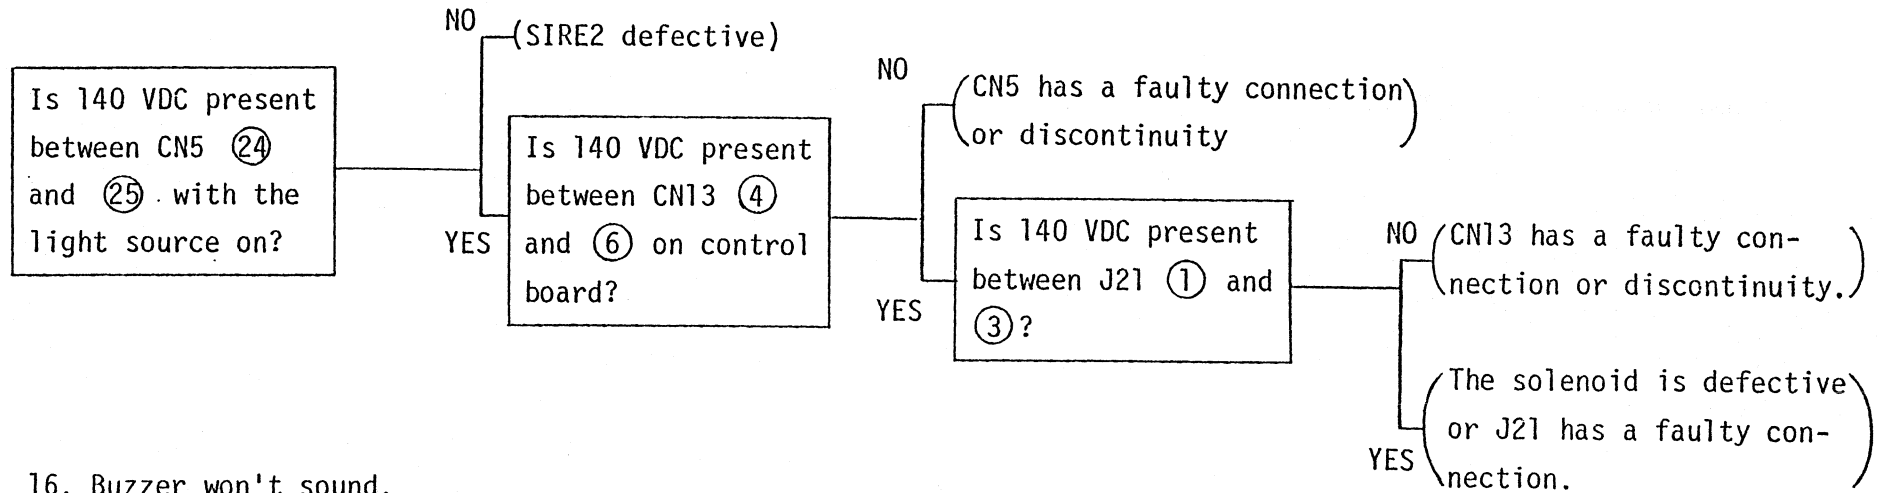 NO
(SIRE2 defective)
Is 140 VDC present
between CN5 ㉔
and ㉕ with the
light source on?
YES
Is 140 VDC present
between CN13 ④
and ⑥ on control
board?
NO
(CN5 has a faulty connection
or discontinuity)
YES
Is 140 VDC present
between J21 ① and
③?
NO
(CN13 has a faulty con-
nection or discontinuity.)
YES
(The solenoid is defective
or J21 has a faulty con-
nection.)
16. Buzzer won't sound.